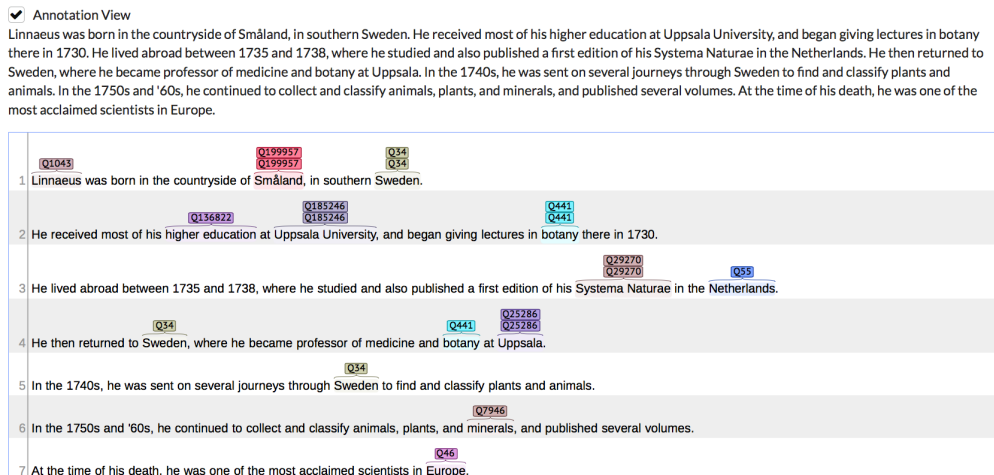 Annotation View
Linnaeus was born in the countryside of Småland, in southern Sweden. He received most of his higher education at Uppsala University, and began giving lectures in botany
there in 1730. He lived abroad between 1735 and 1738, where he studied and also published a first edition of his Systema Naturae in the Netherlands. He then returned to
Sweden, where he became professor of medicine and botany at Uppsala. In the 1740s, he was sent on several journeys through Sweden to find and classify plants and
animals. In the 1750s and '60s, he continued to collect and classify animals, plants, and minerals, and published several volumes. At the time of his death, he was one of the
most acclaimed scientists in Europe.
Q199957 Q34
Q1043 Q199957 Q34
1 Linnaeus was born in the countryside of Småland, in southern Sweden.
Q185246 Q441
Q136822 Q185246 Q441
2 He received most of his higher education at Uppsala University, and began giving lectures in botany there in 1730.
Q29270
Q29270 Q55
3 He lived abroad between 1735 and 1738, where he studied and also published a first edition of his Systema Naturae in the Netherlands.
Q25286
Q34 Q441 Q25286
4 He then returned to Sweden, where he became professor of medicine and botany at Uppsala.
Q34
5 In the 1740s, he was sent on several journeys through Sweden to find and classify plants and animals.
Q7946
6 In the 1750s and '60s, he continued to collect and classify animals, plants, and minerals, and published several volumes.
Q46
7 At the time of his death, he was one of the most acclaimed scientists in Europe.